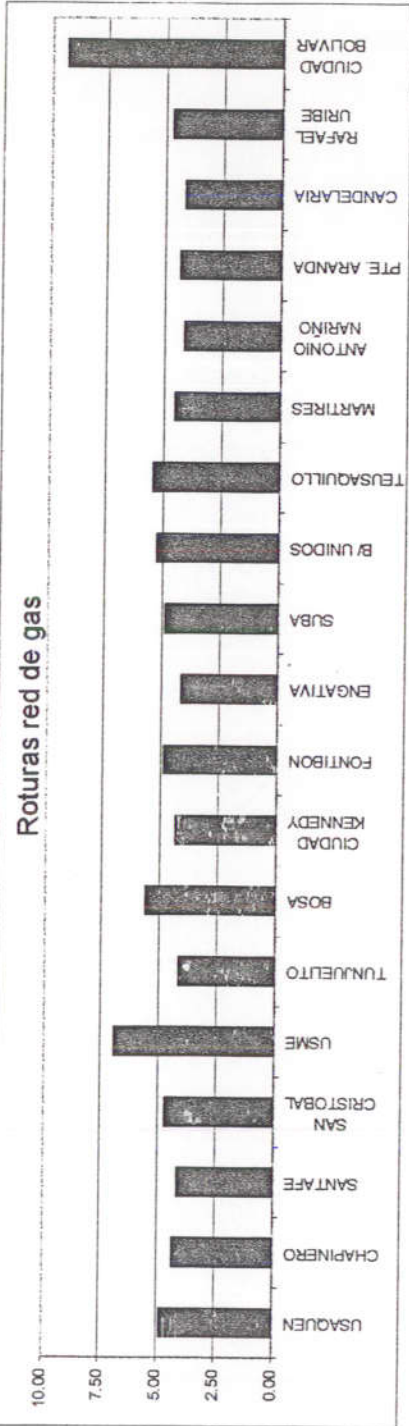 Roturas red de gas
10.00
7.50
5.00
2.50
0.00
USAQUEN
CHAPINERO
SANTAFE
SAN
CRISTOBAL
USME
TUNJUELITO
BOSA
CIUDAD
KENNEDY
FONTIBON
ENGATIVA
SUBA
B/ UNIDOS
TEUSAQUILLO
MARTIRES
ANTONIO
NARIÑO
PTE. ARANDA
CANDELARIA
RAFAEL
URIBE
CIUDAD
BOLIVAR